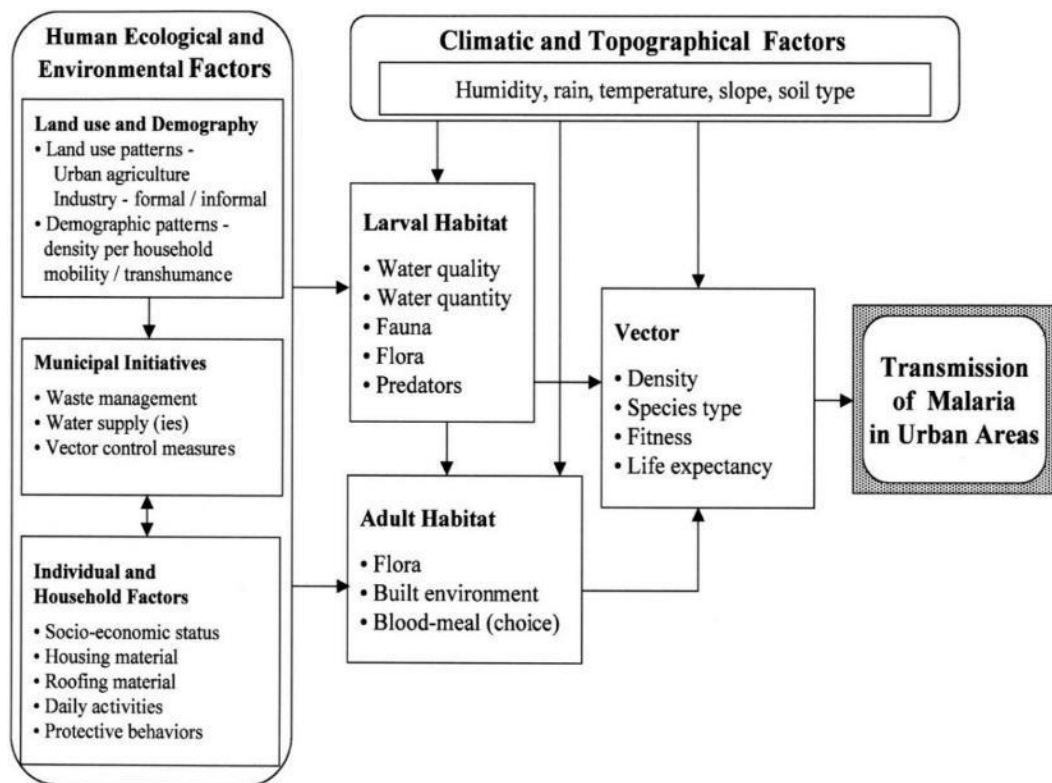 Human Ecological and
Environmental Factors
Land use and Demography
• Land use patterns -
Urban agriculture
Industry - formal / informal
• Demographic patterns -
density per household
mobility / transhumance
Municipal Initiatives
• Waste management
• Water supply (ies)
• Vector control measures
Individual and
Household Factors
• Socio-economic status
• Housing material
• Roofing material
• Daily activities
• Protective behaviors
Climatic and Topographical Factors
Humidity, rain, temperature, slope, soil type
Larval Habitat
• Water quality
• Water quantity
• Fauna
• Flora
• Predators
Adult Habitat
• Flora
• Built environment
• Blood-meal (choice)
Vector
• Density
• Species type
• Fitness
• Life expectancy
Transmission
of Malaria
in Urban Areas